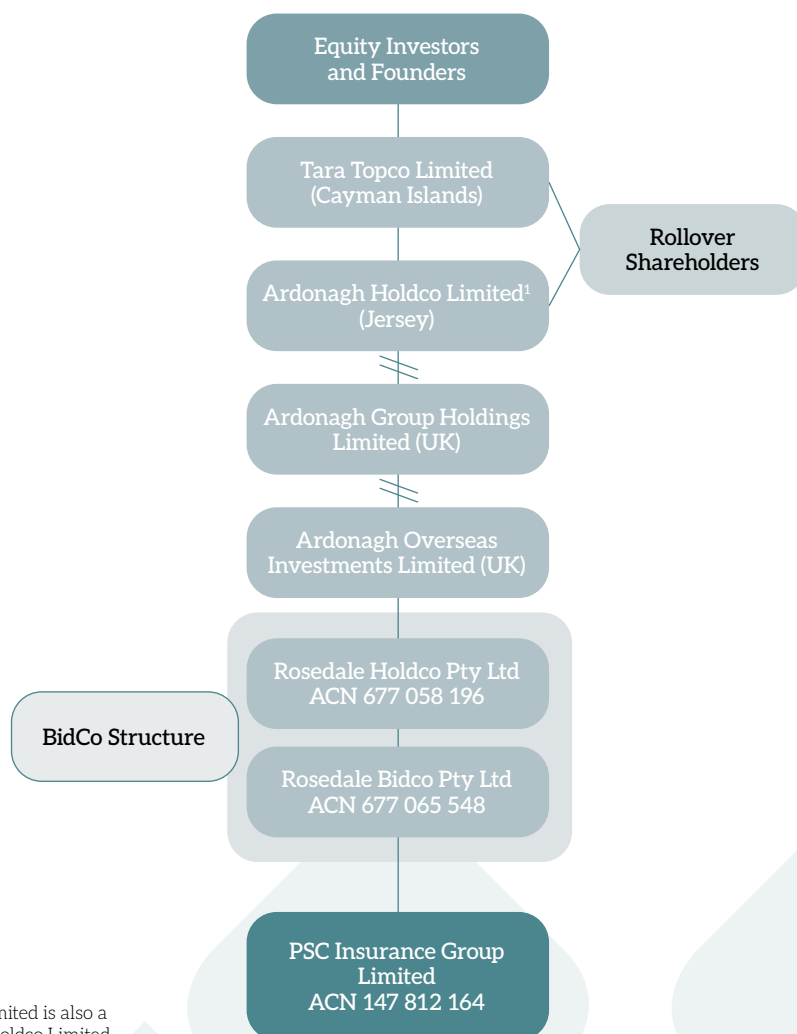 Equity Investors
and Founders
Tara Topco Limited
(Cayman Islands)
Rollover
Shareholders
Ardonagh Holdco Limited¹
(Jersey)
Ardonagh Group Holdings
Limited (UK)
Ardonagh Overseas
Investments Limited (UK)
Rosedale Holdco Pty Ltd
ACN 677 058 196
BidCo Structure
Rosedale Bidco Pty Ltd
ACN 677 065 548
PSC Insurance Group
Limited
ACN 147 812 164
is also a
Limited